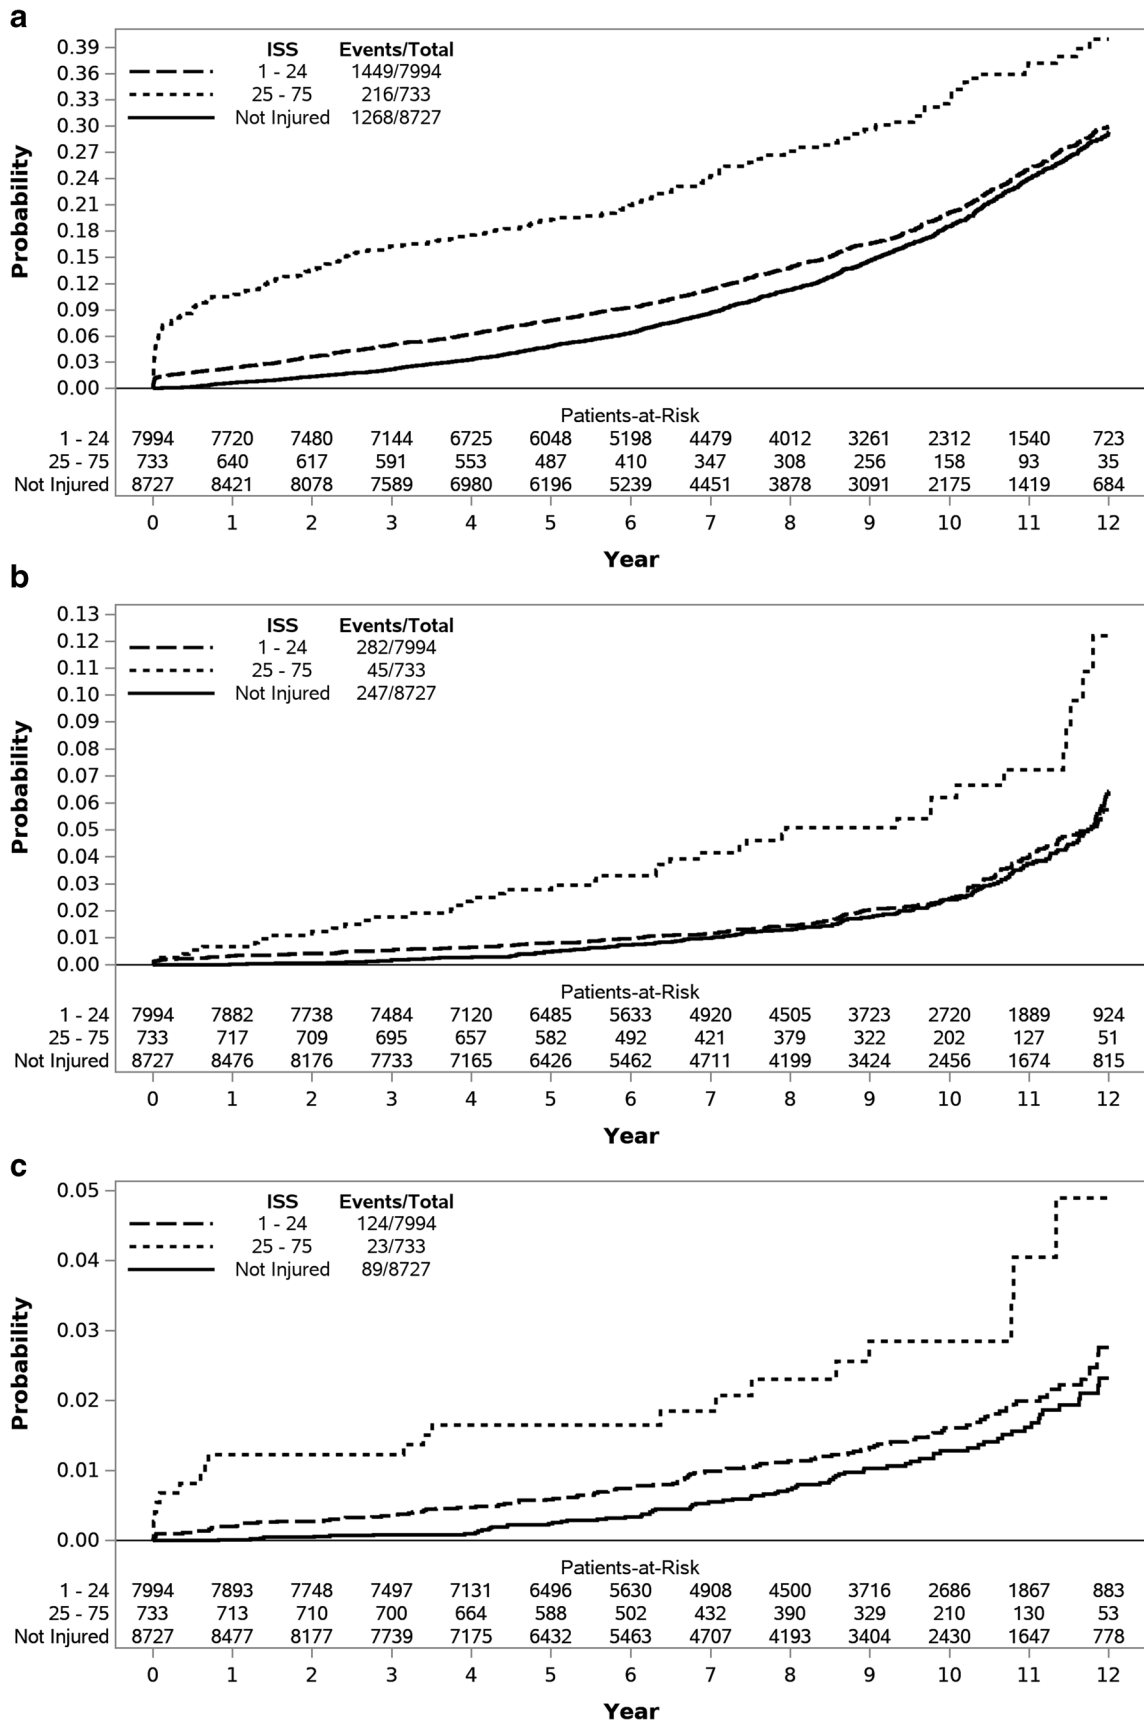 a
ISS Events/Total
1 - 24 1449/7994
25 - 75 216/733
Not Injured 1268/8727
Probability
0.39
0.36
0.33
0.30
0.27
0.24
0.21
0.18
0.15
0.12
0.09
0.06
0.03
0.00
Patients-at-Risk
1 - 24 7994 7720 7480 7144 6725 6048 5198 4479 4012 3261 2312 1540 723
25 - 75 733 640 617 591 553 487 410 347 308 256 158 93 35
Not Injured 8727 8421 8078 7589 6980 6196 5239 4451 3878 3091 2175 1419 684
0 1 2 3 4 5 6 7 8 9 10 11 12
Year
b
ISS Events/Total
1 - 24 282/7994
25 - 75 45/733
Not Injured 247/8727
Probability
0.13
0.12
0.11
0.10
0.09
0.08
0.07
0.06
0.05
0.04
0.03
0.02
0.01
0.00
Patients-at-Risk
1 - 24 7994 7882 7738 7484 7120 6485 5633 4920 4505 3723 2720 1889 924
25 - 75 733 717 709 695 657 582 492 421 379 322 202 127 51
Not Injured 8727 8476 8176 7733 7165 6426 5462 4711 4199 3424 2456 1674 815
0 1 2 3 4 5 6 7 8 9 10 11 12
Year
c
ISS Events/Total
1 - 24 124/7994
25 - 75 23/733
Not Injured 89/8727
Probability
0.05
0.04
0.03
0.02
0.01
0.00
Patients-at-Risk
1 - 24 7994 7893 7748 7497 7131 6496 5630 4908 4500 3716 2686 1867 883
25 - 75 733 713 710 700 664 588 502 432 390 329 210 130 53
Not Injured 8727 8477 8177 7739 7175 6432 5463 4707 4193 3404 2430 1647 778
0 1 2 3 4 5 6 7 8 9 10 11 12
Year